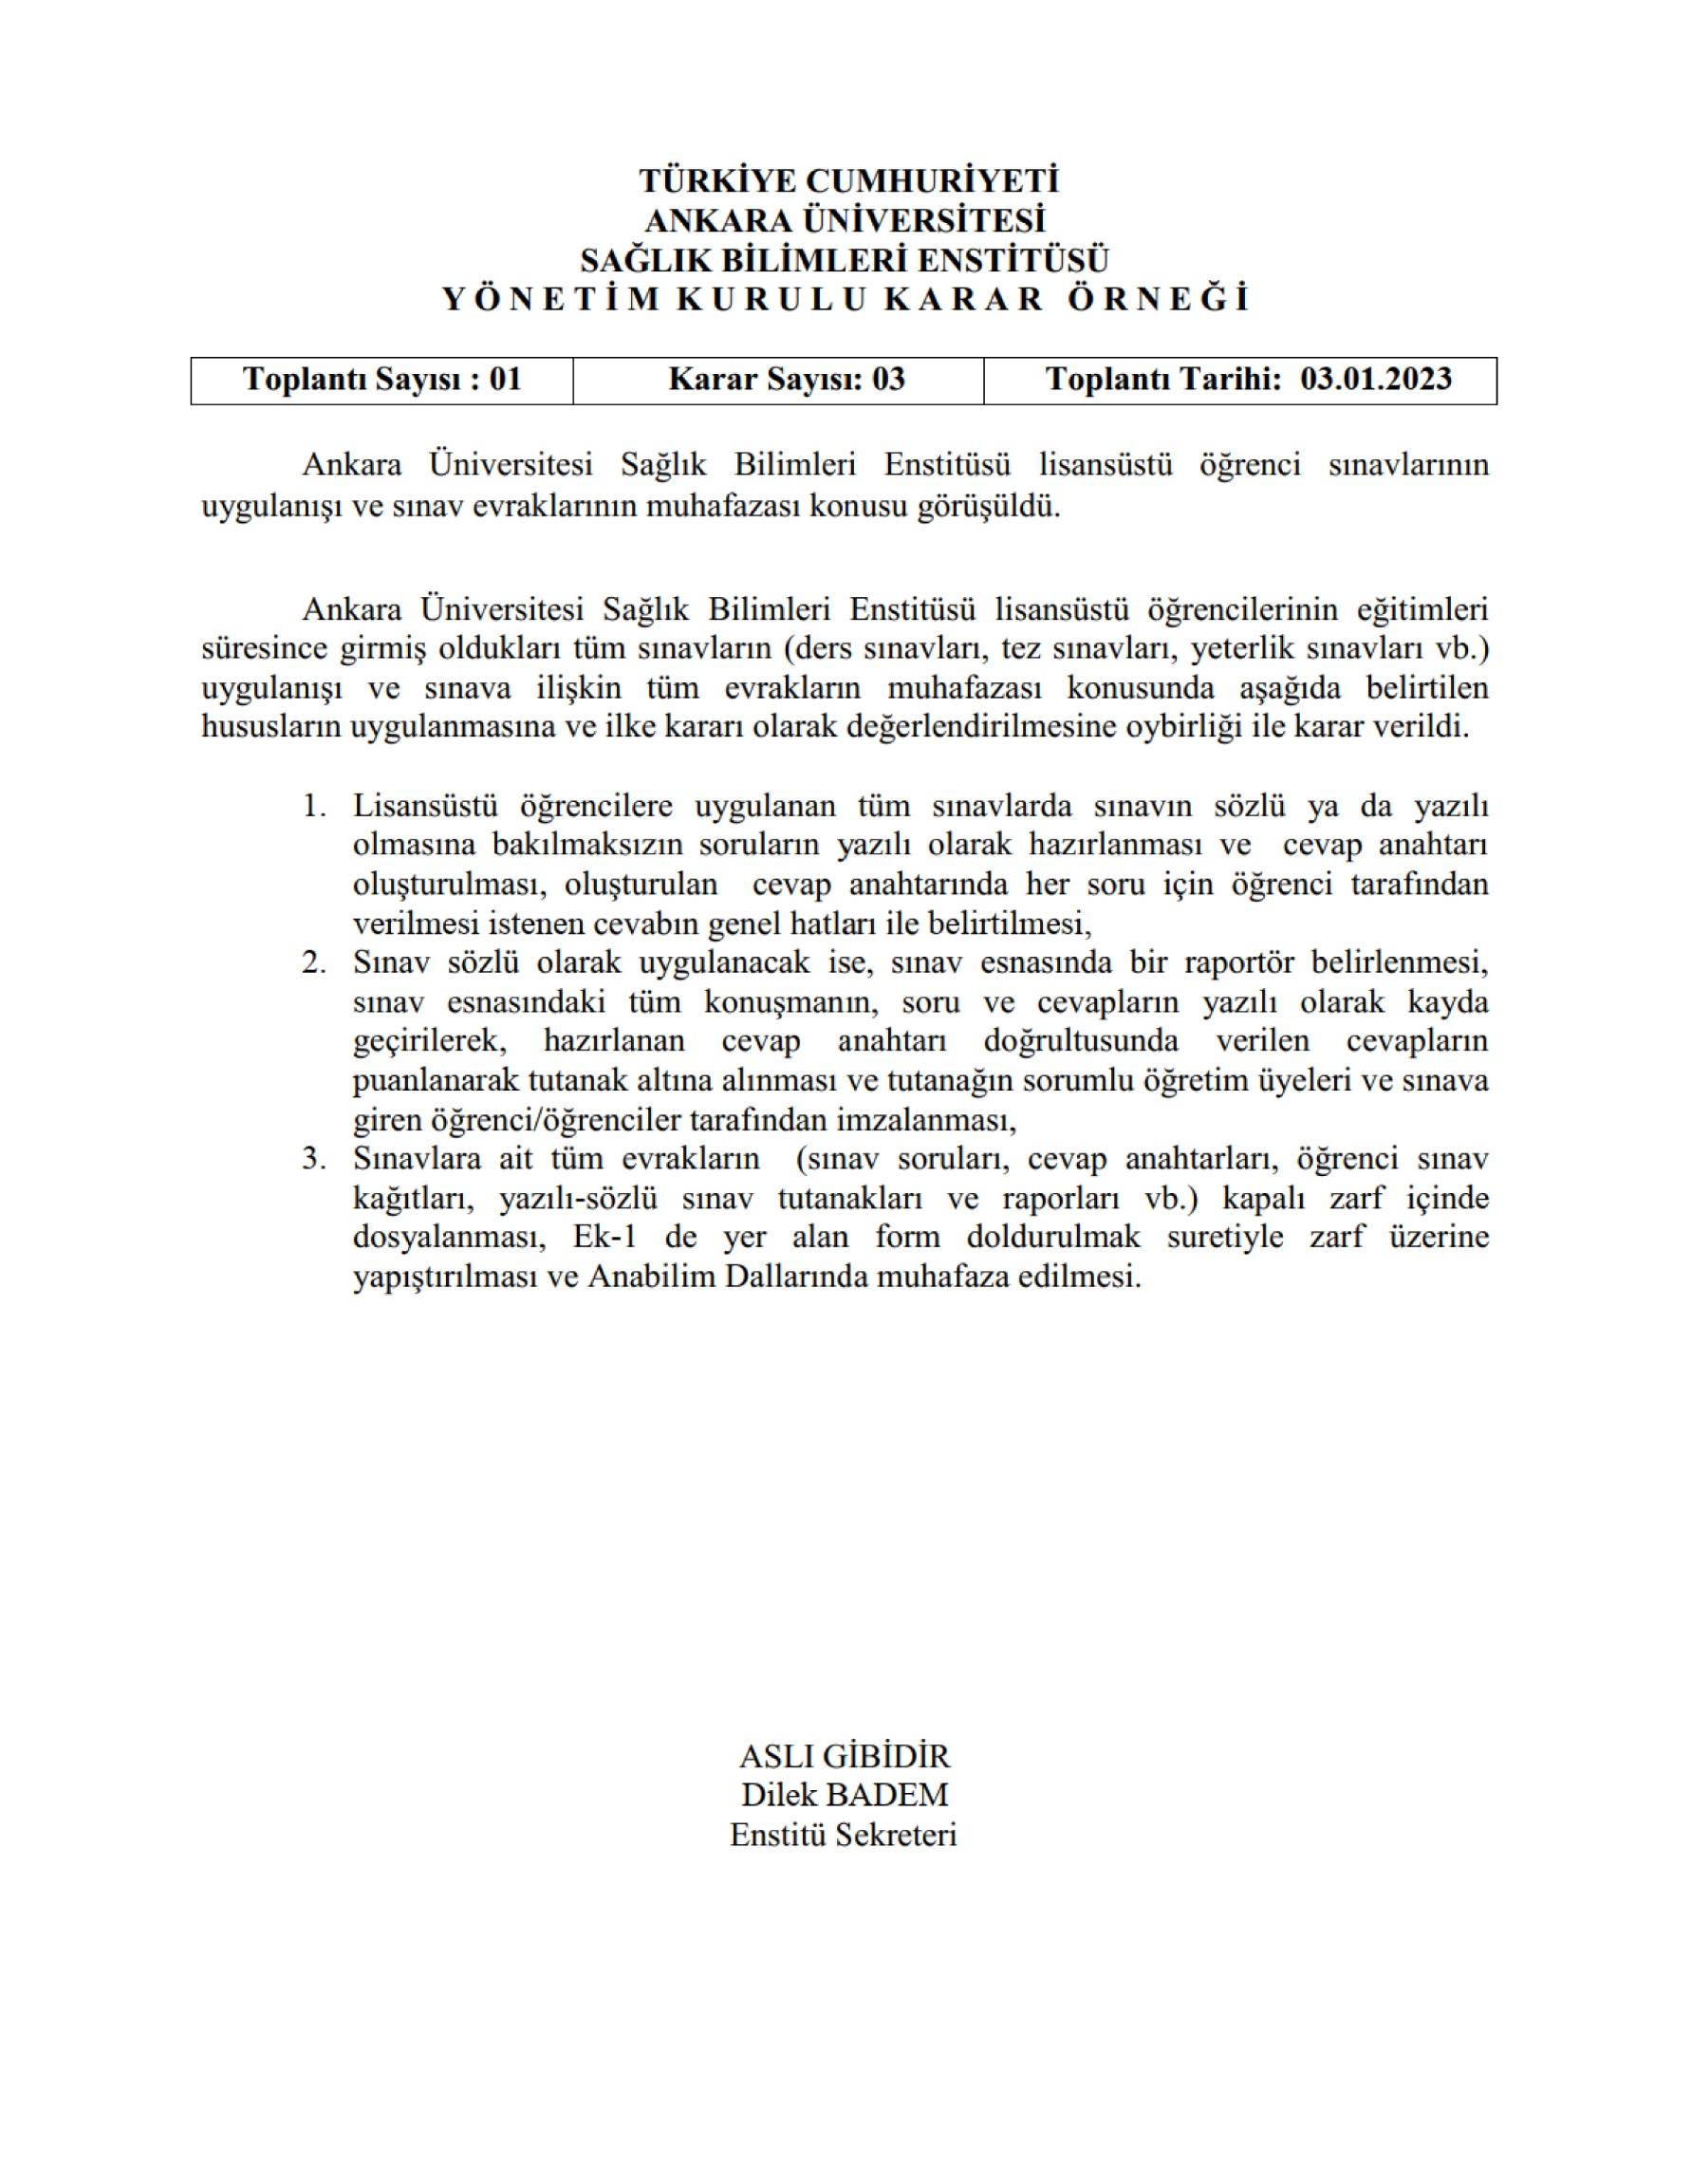 TÜRKİYE CUMHURİYETİ
ANKARA ÜNİVERSİTESİ
SAĞLIK BİLİMLERİ ENSTİTÜSÜ
Y Ö N E T İ M K U R U L U K A R A R Ö R N E Ğ İ
Toplantı Sayısı : 01 Karar Sayısı: 03 Toplantı Tarihi: 03.01.2023
Ankara Üniversitesi Sağlık Bilimleri Enstitüsü lisansüstü öğrenci sınavlarının
uygulanışı ve sınav evraklarının muhafazası konusu görüşüldü.
Ankara Üniversitesi Sağlık Bilimleri Enstitüsü lisansüstü öğrencilerinin eğitimleri
süresince girmiş oldukları tüm sınavların (ders sınavları, tez sınavları, yeterlik sınavları vb.)
uygulanışı ve sınava ilişkin tüm evrakların muhafazası konusunda aşağıda belirtilen
hususların uygulanmasına ve ilke kararı olarak değerlendirilmesine oybirliği ile karar verildi.
1. Lisansüstü öğrencilere uygulanan tüm sınavlarda sınavın sözlü ya da yazılı
olmasına bakılmaksızın soruların yazılı olarak hazırlanması ve cevap anahtarı
oluşturulması, oluşturulan cevap anahtarında her soru için öğrenci tarafından
verilmesi istenen cevabın genel hatları ile belirtilmesi,
2. Sınav sözlü olarak uygulanacak ise, sınav esnasında bir raportör belirlenmesi,
sınav esnasındaki tüm konuşmanın, soru ve cevapların yazılı olarak kayda
geçirilerek, hazırlanan cevap anahtarı doğrultusunda verilen cevapların
puanlanarak tutanak altına alınması ve tutanağın sorumlu öğretim üyeleri ve sınava
giren öğrenci/öğrenciler tarafından imzalanması,
3. Sınavlara ait tüm evrakların (sınav soruları, cevap anahtarları, öğrenci sınav
kağıtları, yazılı-sözlü sınav tutanakları ve raporları vb.) kapalı zarf içinde
dosyalanması, Ek-1 de yer alan form doldurulmak suretiyle zarf üzerine
yapıştırılması ve Anabilim Dallarında muhafaza edilmesi.
ASLI GİBİDİR
Dilek BADEM
Enstitü Sekreteri